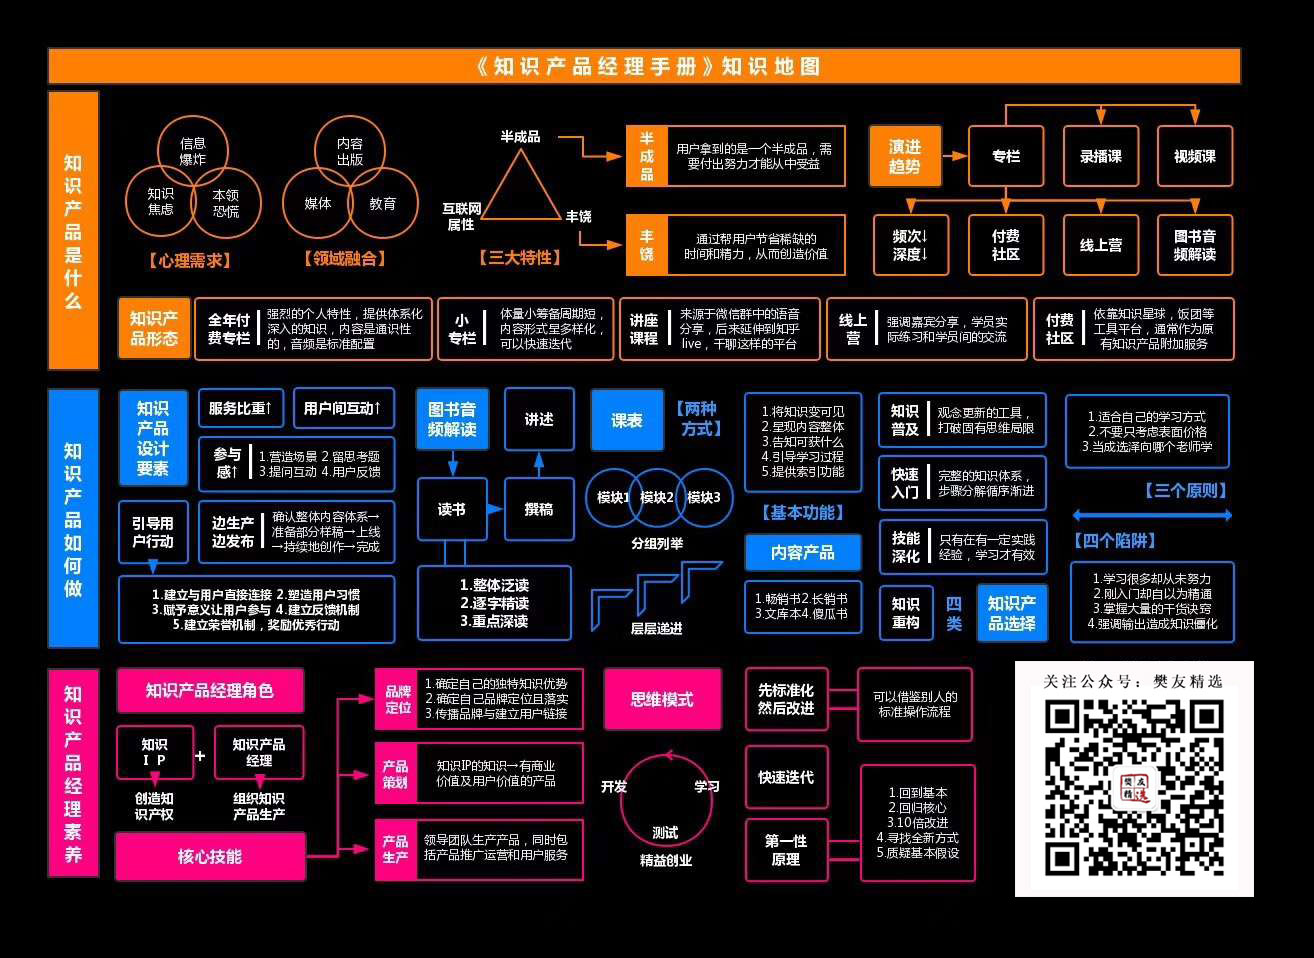 《知识产品经理手册》知识地图
知识产品是什么
信息
爆炸
知识
焦虑
本领
恐慌
【心理需求】
内容
出版
媒体
教育
【领域融合】
半成品
互联网
属性
丰饶
【三大特性】
半成品
用户拿到的是一个半成品，需
要付出努力才能从中受益
丰饶
通过帮用户节省稀缺的
时间和精力，从而创造价值
演进
趋势
专栏
录播课
视频课
频次↓
深度↓
付费
社区
线上营
图书音
频解读
知识产
品形态
全年付
费专栏
强烈的个人特性，提供体系化
深入的知识，内容是通识性
的，音频是标准配置
小
专栏
体量小筹备周期短，
内容形式呈多样化，
可以快速迭代
讲座
课程
来源于微信群中的语音
分享，后来延伸到知乎
live，千聊这样的平台
线上
营
强调嘉宾分享，学员实
际练习和学员间的交流
付费
社区
依靠知识星球，饭团等
工具平台，通常作为原
有知识产品附加服务
知识产品如何做
知识
产品
设计
要素
服务比重↑
用户间互动↑
参与
感↑
1.营造场景 2.留思考题
3.提问互动 4.用户反馈
引导用
户行动
边生产
边发布
确认整体内容体系→
准备部分样稿→上线
→持续地创作→完成
1.建立与用户直接连接 2.塑造用户习惯
3.赋予意义让用户参与 4.建立反馈机制
5.建立荣誉机制，奖励优秀行动
图书音
频解读
讲述
读书
撰稿
1.整体泛读
2.逐字精读
3.重点深读
课表
【两种
方式】
模块1
模块2
模块3
分组列举
层层递进
1.将知识变可见
2.呈现内容整体
3.告知可获什么
4.引导学习过程
5.提供索引功能
【基本功能】
内容产品
1.畅销书2.长销书
3.文库本4.傻瓜书
知识
普及
观念更新的工具，
打破固有思维局限
快速
入门
完整的知识体系，
步骤分解循序渐进
技能
深化
只有在有一定实践
经验，学习才有效
知识
重构
四
类
知识产
品选择
1.适合自己的学习方式
2.不要只考虑表面价格
3.当成选泽向哪个老师学
【三个原则】
【四个陷阱】
1.学习很多却从未努力
2.刚入门却自以为精通
3.掌握大量的干货诀窍
4.强调输出造成知识僵化
知识产品经理素养
知识产品经理角色
知识
I P
+
知识产品
经理
创造知
识产权
组织知识
产品生产
核心技能
品牌
定位
1.确定自己的独特知识优势
2.确定自己品牌定位且落实
3.传播品牌与建立用户链接
产品
策划
知识IP的知识→有商业
价值及用户价值的产品
产品
生产
领导团队生产产品，同时包
括产品推广运营和用户服务
思维模式
开发
学习
测试
精益创业
先标准化
然后改进
可以借鉴别人的
标准操作流程
快速迭代
第一性
原理
1.回到基本
2.回归核心
3.10倍改进
4.寻找全新方式
5.质疑基本假设
关注公众号：樊友精选
樊友
精选